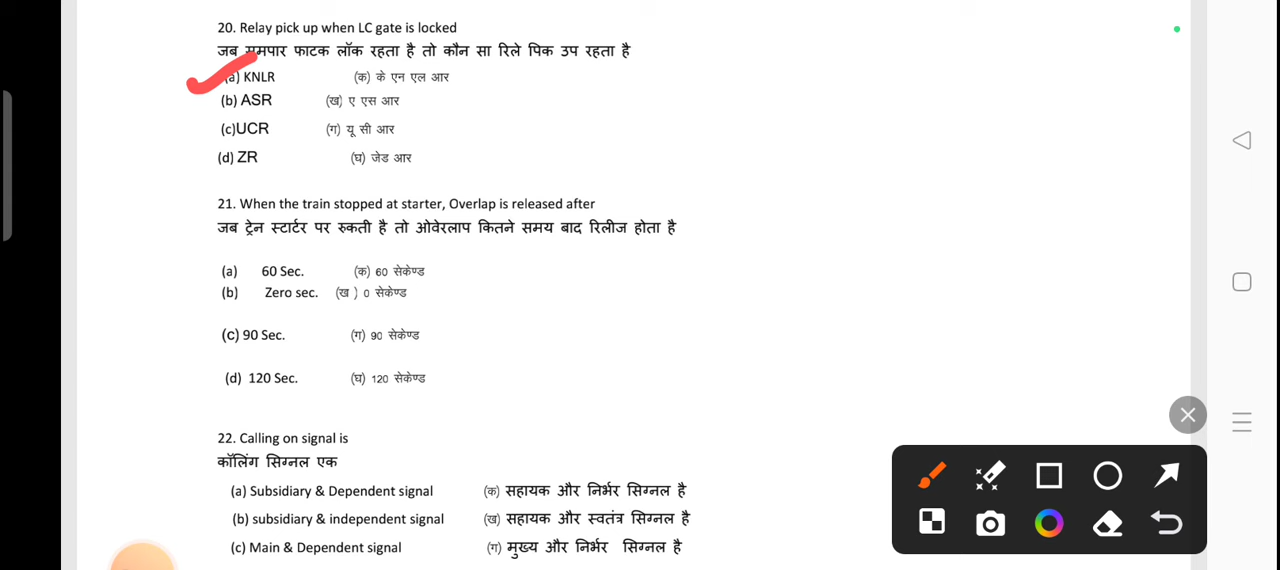 20. Relay pick up when LC gate is locked
जब समपार फाटक लॉक रहता है तो कौन सा रिले पिक उप रहता है
(a) KNLR (क) के एन एल आर
(b) ASR (ख) ए एस आर
(c)UCR (ग) यू सी आर
(d) ZR (घ) जेड आर
21. When the train stopped at starter, Overlap is released after
जब ट्रेन स्टार्टर पर रुकती है तो ओवेरलाप कितने समय बाद रिलीज होता है
(a) 60 Sec. (क) 60 सेकेण्ड
(b) Zero sec. (ख ) 0 सेकेण्ड
(c) 90 Sec. (ग) 90 सेकेण्ड
(d) 120 Sec. (घ) 120 सेकेण्ड
22. Calling on signal is
कॉलिंग सिग्नल एक
(a) Subsidiary & Dependent signal (क) सहायक और निर्भर सिग्नल है
(b) subsidiary & independent signal (ख) सहायक और स्वतंत्र सिग्नल है
(c) Main & Dependent signal (ग) मुख्य और निर्भर सिग्नल है